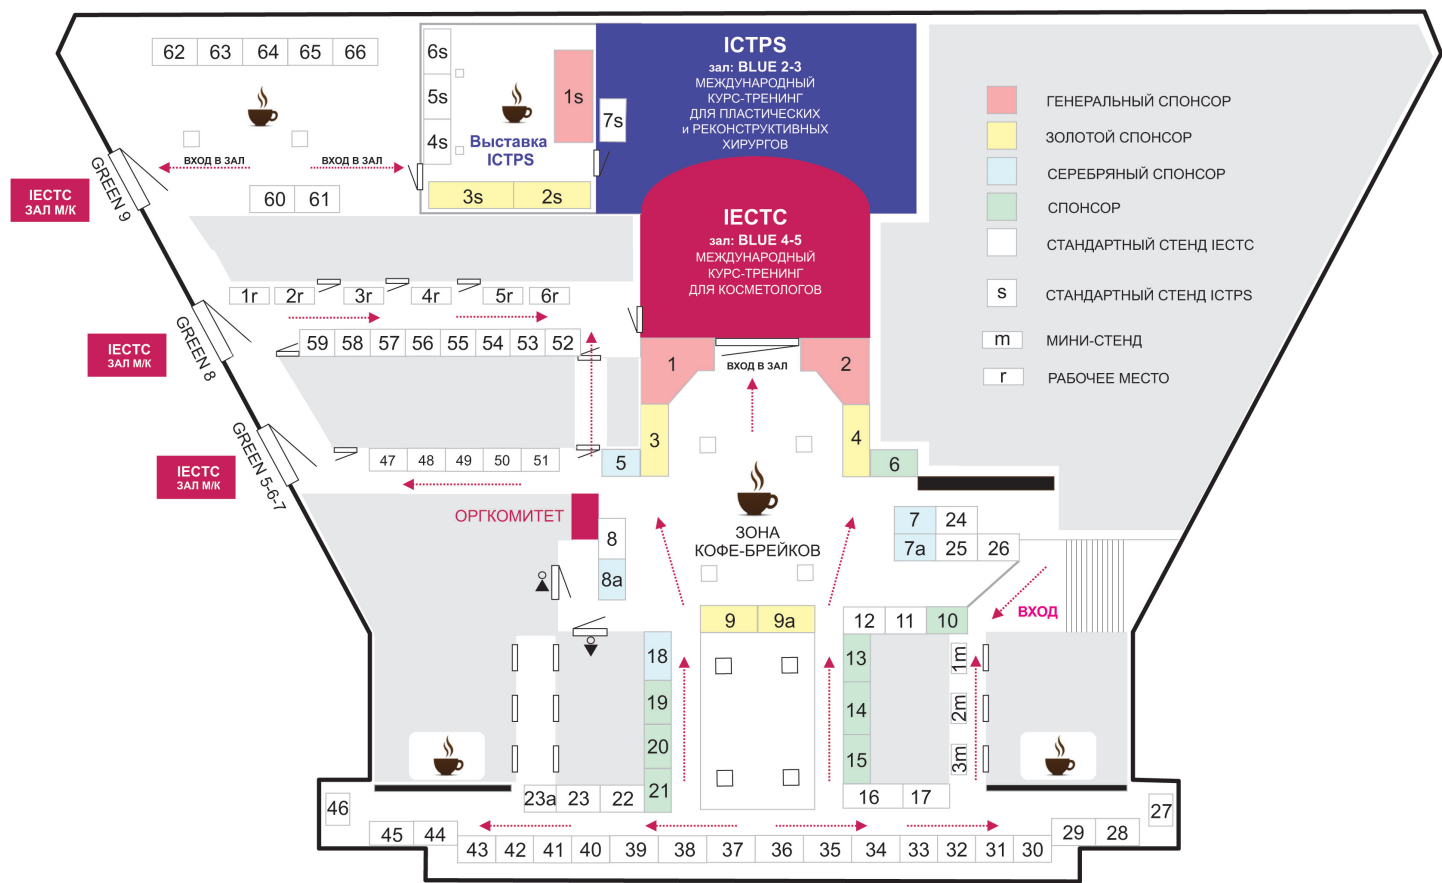 62 63 64 65 66
6s
5s
4s
1s
7s
Выставка
ICTPS
3s 2s
ICTPS
зал: BLUE 2-3
МЕЖДУНАРОДНЫЙ
КУРС-ТРЕНИНГ
ДЛЯ ПЛАСТИЧЕСКИХ
и РЕКОНСТРУКТИВНЫХ
ХИРУРГОВ
ВХОД В ЗАЛ ВХОД В ЗАЛ
60 61
GREEN 9
IECTC
ЗАЛ М/К
IECTC
зал: BLUE 4-5
МЕЖДУНАРОДНЫЙ
КУРС-ТРЕНИНГ
ДЛЯ КОСМЕТОЛОГОВ
ГЕНЕРАЛЬНЫЙ СПОНСОР
ЗОЛОТОЙ СПОНСОР
СЕРЕБРЯНЫЙ СПОНСОР
СПОНСОР
СТАНДАРТНЫЙ СТЕНД IECTC
s СТАНДАРТНЫЙ СТЕНД ICTPS
m МИНИ-СТЕНД
r РАБОЧЕЕ МЕСТО
1r 2r 3r 4r 5r 6r
59 58 57 56 55 54 53 52
GREEN 8
IECTC
ЗАЛ М/К
1 2
ВХОД В ЗАЛ
3 4
GREEN 5-6-7
IECTC
ЗАЛ М/К
47 48 49 50 51
5 6
ОРГКОМИТЕТ
8
8a
ЗОНА
КОФЕ-БРЕЙКОВ
7 24
7a 25 26
ВХОД
9 9a
12 11 10
18
19
20
21
13
14
15
1m
2m
3m
23a 23 22
16 17
46
45 44
43 42 41 40 39 38 37 36 35 34 33 32 31 30
29 28
27